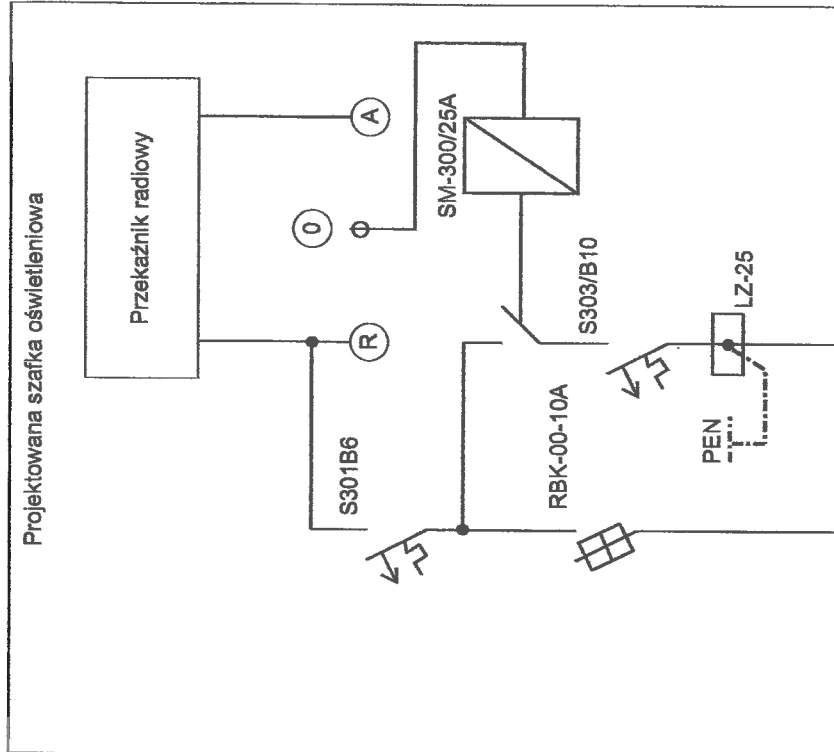 Projektowana szafka oświetleniowa
Przekaźnik radiowy
R
0
A
S301B6
SM-300/25A
S303/B10
RBK-00-10A
LZ-25
PEN